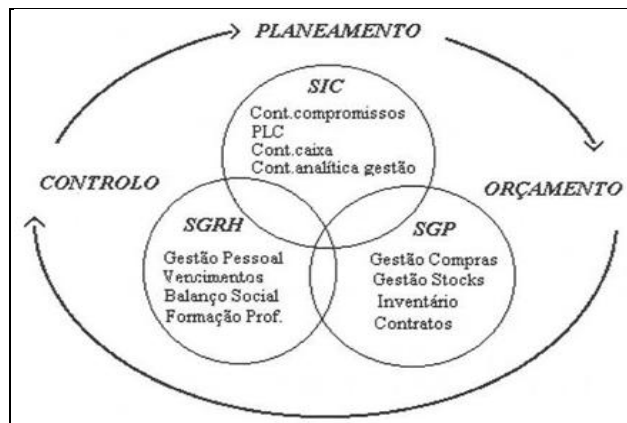 PLANEAMENTO
SIC
Cont.compromissos
PLC
Cont.caixa
Cont.analítica gestão
CONTROLO
ORÇAMENTO
SGRH
Gestão Pessoal
Vencimentos
Balanço Social
Formação Prof.
SGP
Gestão Compras
Gestão Stocks
Inventário
Contratos